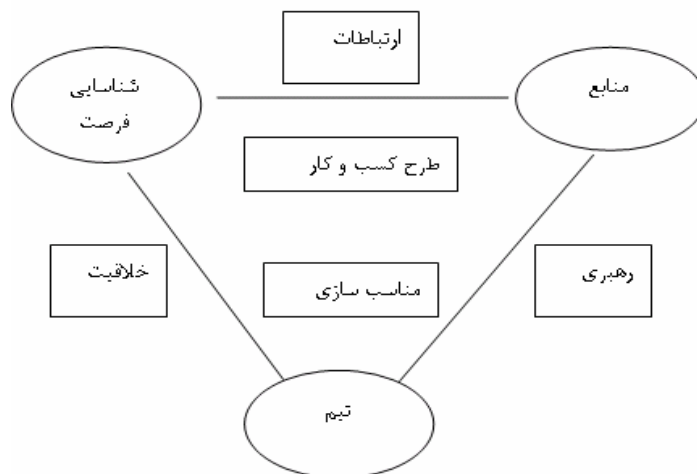 ارتباطات
منابع
شناسایی
فرصت
طرح کسب و کار
رهبری
مناسب سازی
خلاقیت
تیم